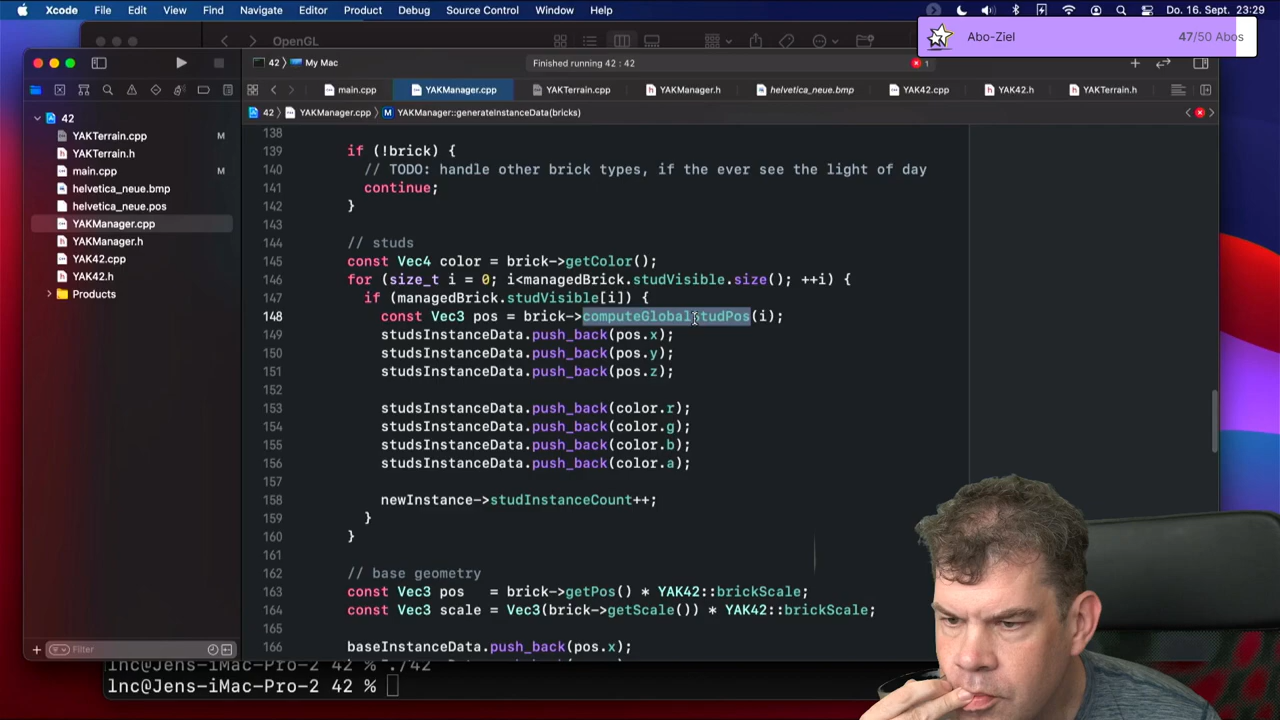 Xcode File Edit View Find Navigate Editor Product Debug Source Control Window Help Do. 16. Sept. 23:29
OpenGL
Abo-Ziel 47/50 Abos
42 My Mac Finished running 42 : 42 1
main.cpp YAKManager.cpp YAKTerrain.cpp YAKManager.h helvetica_neue.bmp YAK42.cpp YAK42.h YAKTerrain.h
42 YAKManager.cpp M YAKManager::generateInstanceData(bricks)
42
YAKTerrain.cpp M
YAKTerrain.h
main.cpp M
helvetica_neue.bmp
helvetica_neue.pos
YAKManager.cpp
YAKManager.h
YAK42.cpp
YAK42.h
Products
Filter
138
139 if (!brick) {
140 // TODO: handle other brick types, if the ever see the light of day
141 continue;
142 }
143
144 // studs
145 const Vec4 color = brick->getColor();
146 for (size_t i = 0; i<managedBrick.studVisible.size(); ++i) {
147 if (managedBrick.studVisible[i]) {
148 const Vec3 pos = brick->computeGlobalStudPos(i);
149 studsInstanceData.push_back(pos.x);
150 studsInstanceData.push_back(pos.y);
151 studsInstanceData.push_back(pos.z);
152
153 studsInstanceData.push_back(color.r);
154 studsInstanceData.push_back(color.g);
155 studsInstanceData.push_back(color.b);
156 studsInstanceData.push_back(color.a);
157
158 newInstance->studInstanceCount++;
159 }
160 }
161
162 // base geometry
163 const Vec3 pos = brick->getPos() * YAK42::brickScale;
164 const Vec3 scale = Vec3(brick->getScale()) * YAK42::brickScale;
165
166 baseInstanceData.push_back(pos.x);
lnc@Jens-iMac-Pro-2 42 % ./42
lnc@Jens-iMac-Pro-2 42 %